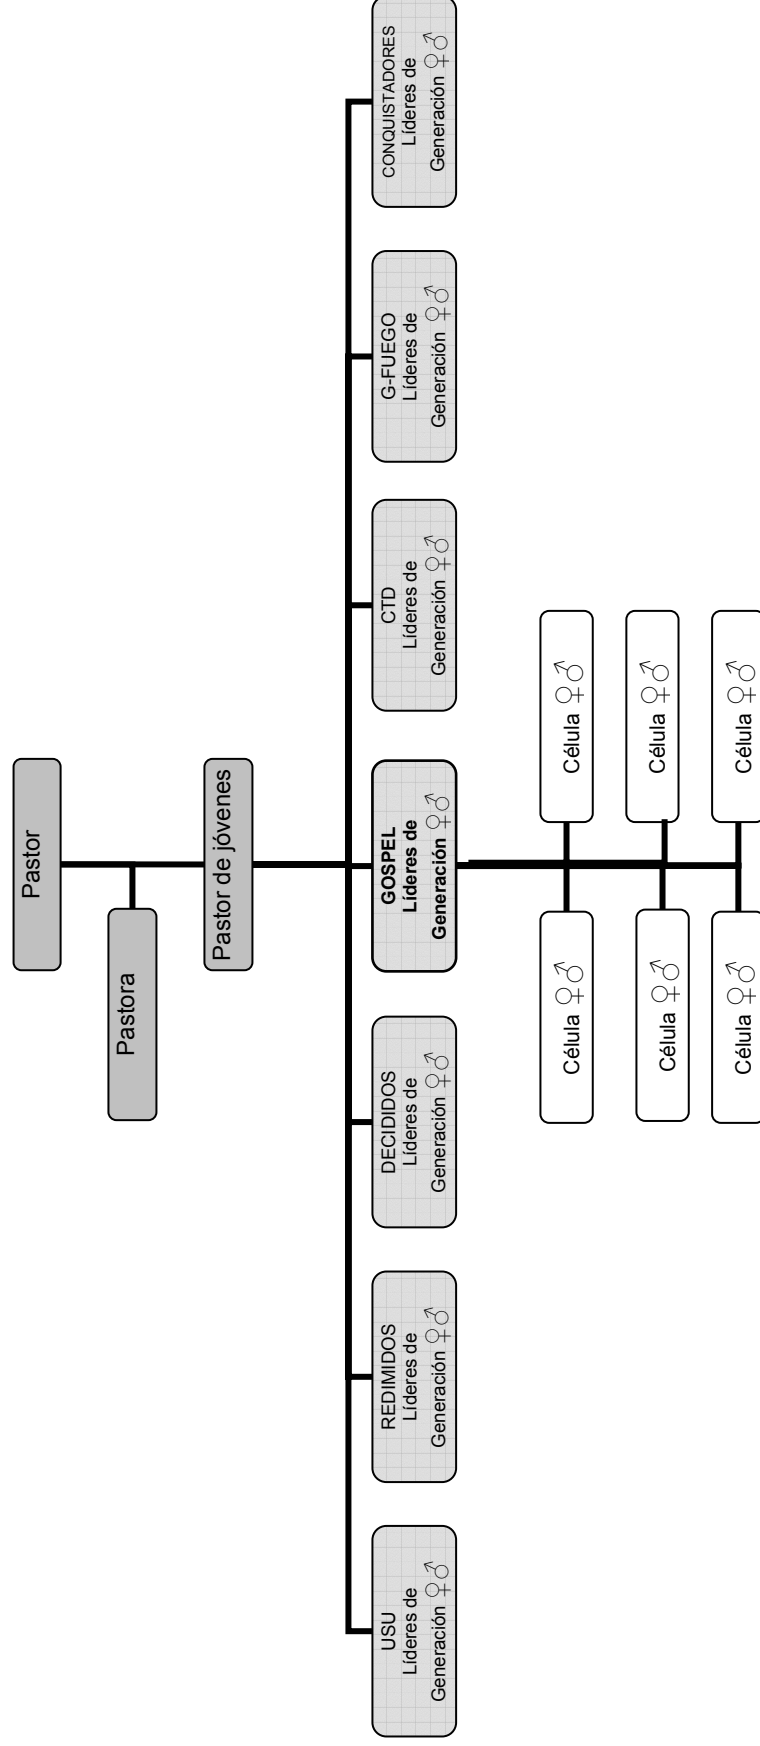 Pastor
Pastora
Pastor de jóvenes
USU
Líderes de
Generación ♀♂
REDIMIDOS
Líderes de
Generación ♀♂
DECIDIDOS
Líderes de
Generación ♀♂
GOSPEL
Líderes de
Generación ♀♂
CTD
Líderes de
Generación ♀♂
G-FUEGO
Líderes de
Generación ♀♂
CONQUISTADORES
Líderes de
Generación ♀♂
Célula ♀♂
Célula ♀♂
Célula ♀♂
Célula ♀♂
Célula ♀♂
Célula ♀♂